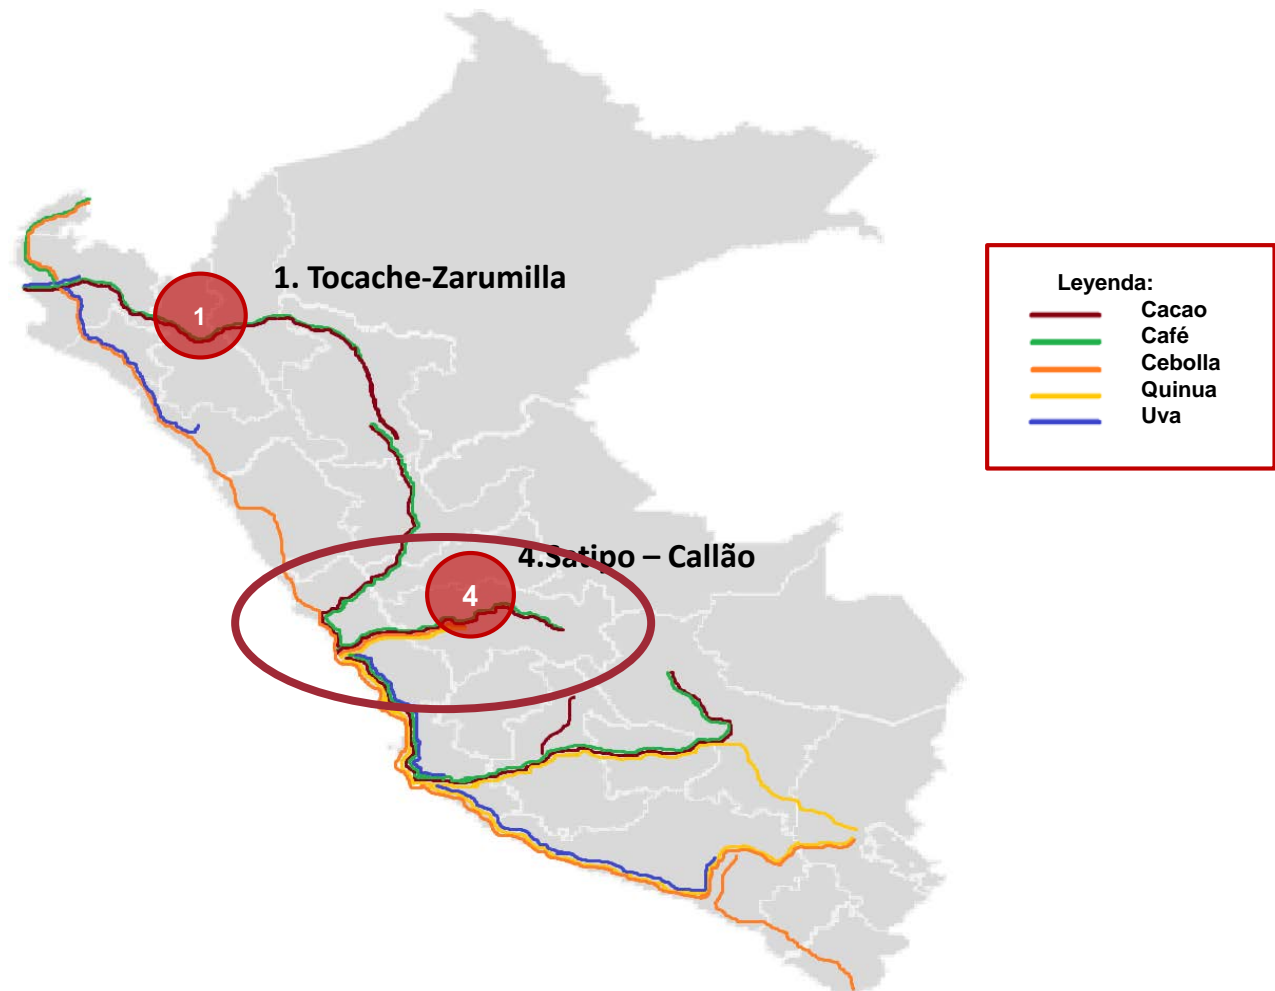 1. Tocache-Zarumilla
1
4.Satipo – Callão
4
Leyenda:
Cacao
Café
Cebolla
Quinua
Uva